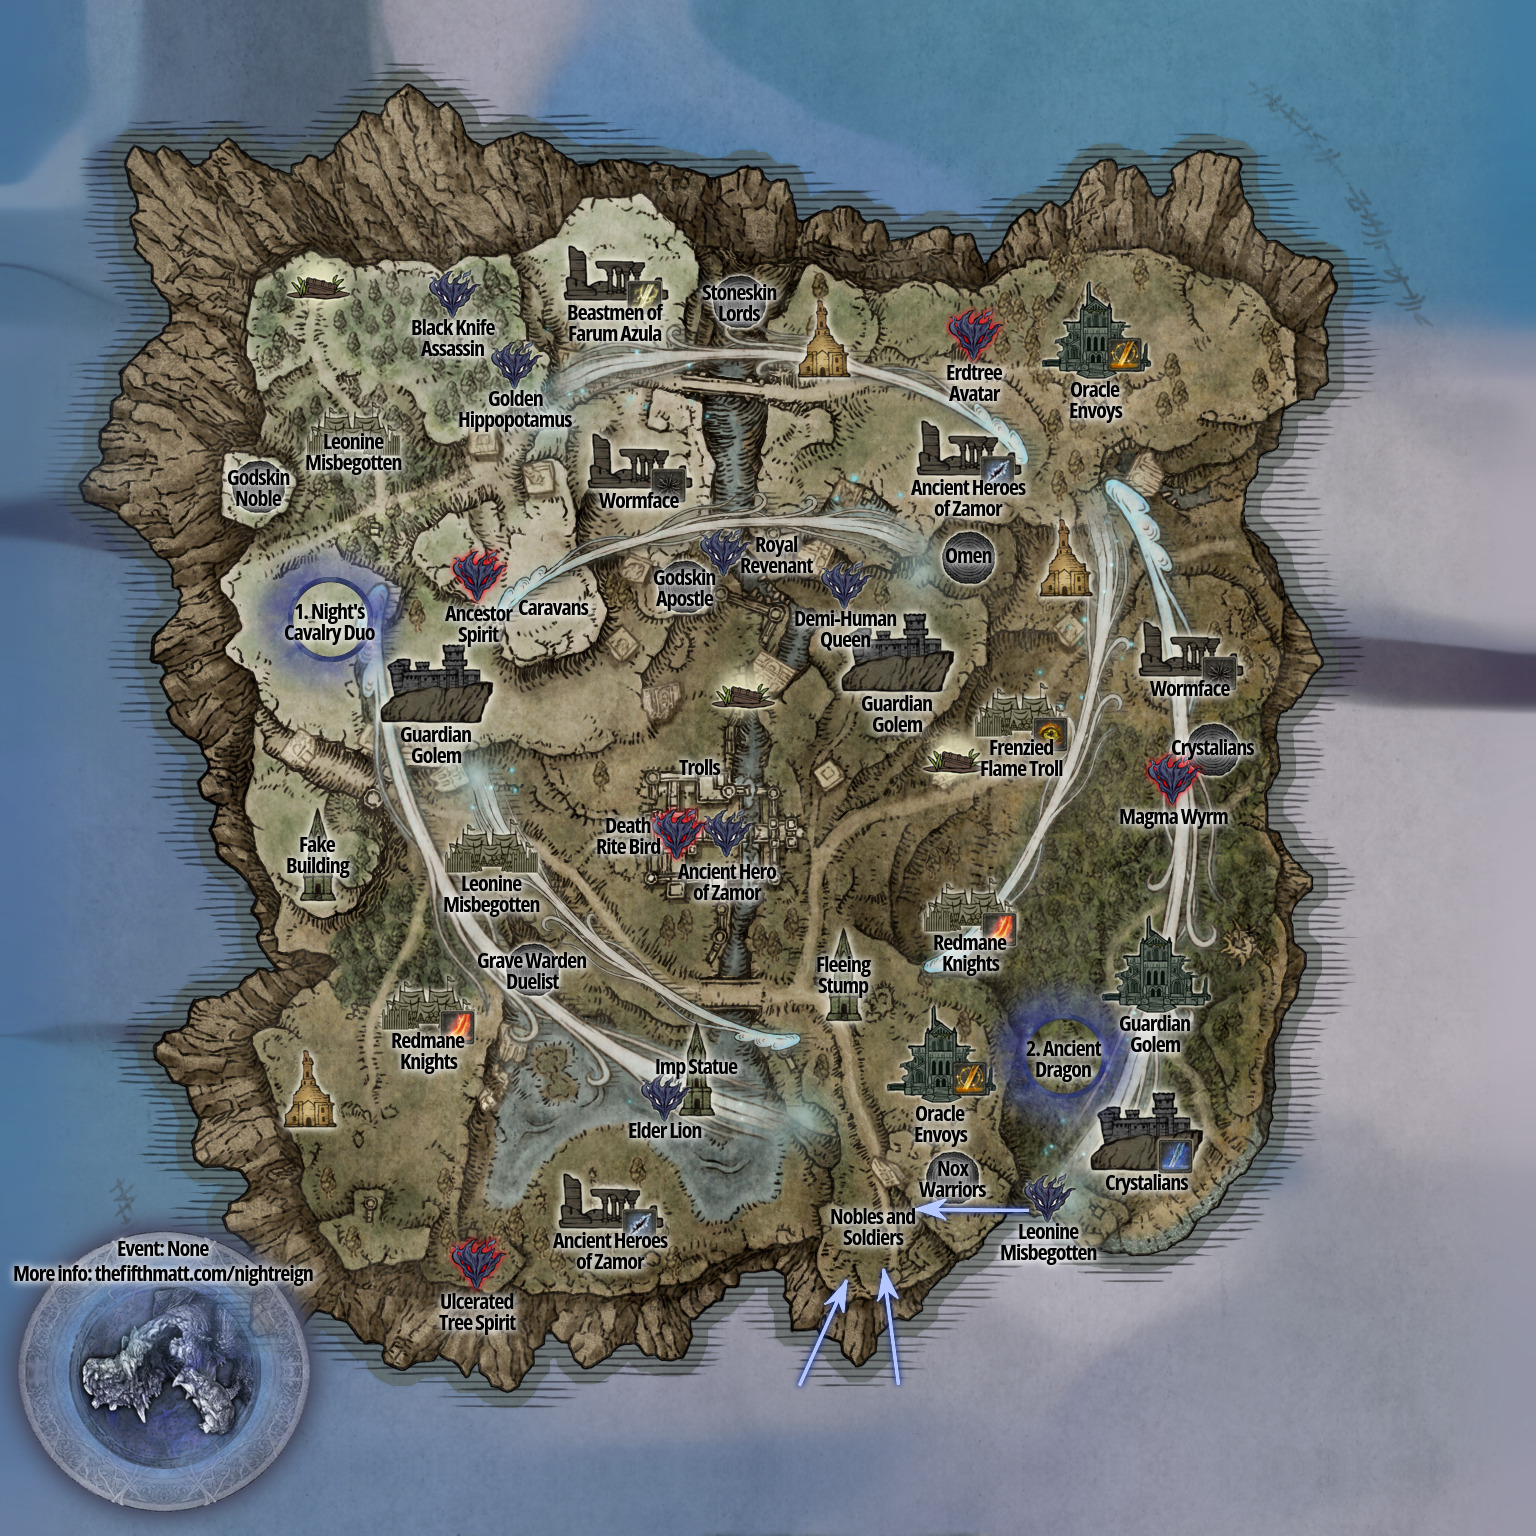 Stoneskin
Lords
Beastmen of
Farum Azula
Black Knife
Assassin
Golden
Hippopotamus
Erdtree
Avatar
Oracle
Envoys
Leonine
Misbegotten
Godskin
Noble
Wormface
Ancient Heroes
of Zamor
Royal
Revenant
Omen
Godskin
Apostle
1. Night's
Cavalry Duo
Ancestor
Spirit
Caravans
Demi-Human
Queen
Guardian
Golem
Guardian
Golem
Wormface
Frenzied
Flame Troll
Crystalians
Magma Wyrm
Trolls
Death
Rite Bird
Ancient Hero
of Zamor
Fake
Building
Leonine
Misbegotten
Grave Warden
Duelist
Fleeing
Stump
Redmane
Knights
Redmane
Knights
Guardian
Golem
2. Ancient
Dragon
Imp Statue
Elder Lion
Oracle
Envoys
Nox
Warriors
Crystalians
Nobles and
Soldiers
Leonine
Misbegotten
Ancient Heroes
of Zamor
Ulcerated
Tree Spirit
Event: None
More info: thefifthmatt.com/nightreign